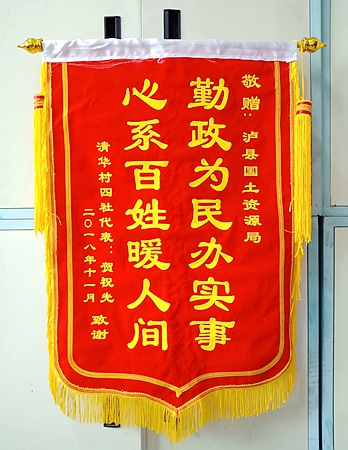 敬赠：泸县国土资源局
勤政为民办实事
心系百姓暖人间
清华村四社代表：贺祝先 致谢
二〇一八年十一月